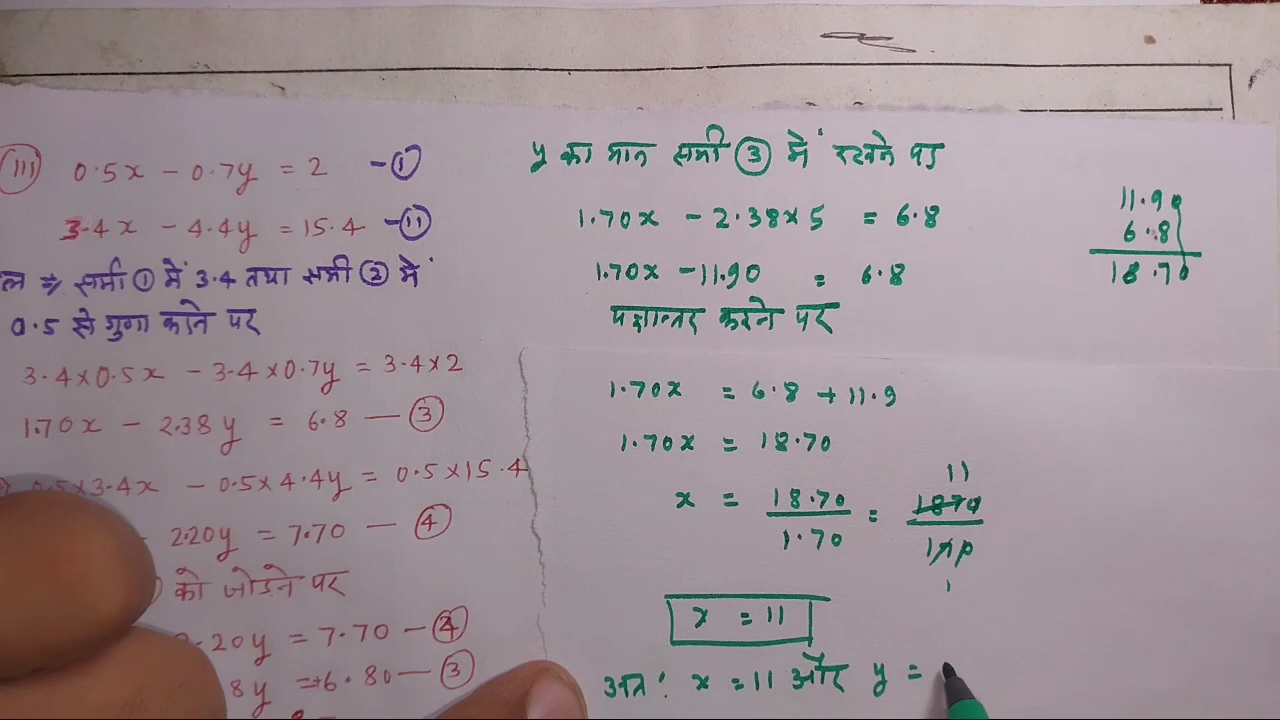 (III) 0.5x - 0.7y = 2 -(1)
3.4x - 4.4y = 15.4 -(11)
समी (1) में 3.4 तथा समी (2) में
0.5 से गुणा करने पर
3.4×0.5x - 3.4×0.7y = 3.4×2
1.70x - 2.38y = 6.8 — (3)
0.5×3.4x - 0.5×4.4y = 0.5×15.4
2.20y = 7.70 — (4)
को जोडने पर
20y = 7.70 - (4)
8y = +6.80 — (3)
y का मान समी (3) में रखने पर
1.70x - 2.38×5 = 6.8
1.70x - 11.90 = 6.8
पक्षान्तर करने पर
1.70x = 6.8 + 11.9
1.70x = 18.70
x = 18.70/1.70 = 1870/170
11
1
x = 11
अत: x = 11 और y =
11.90
6.8
18.70